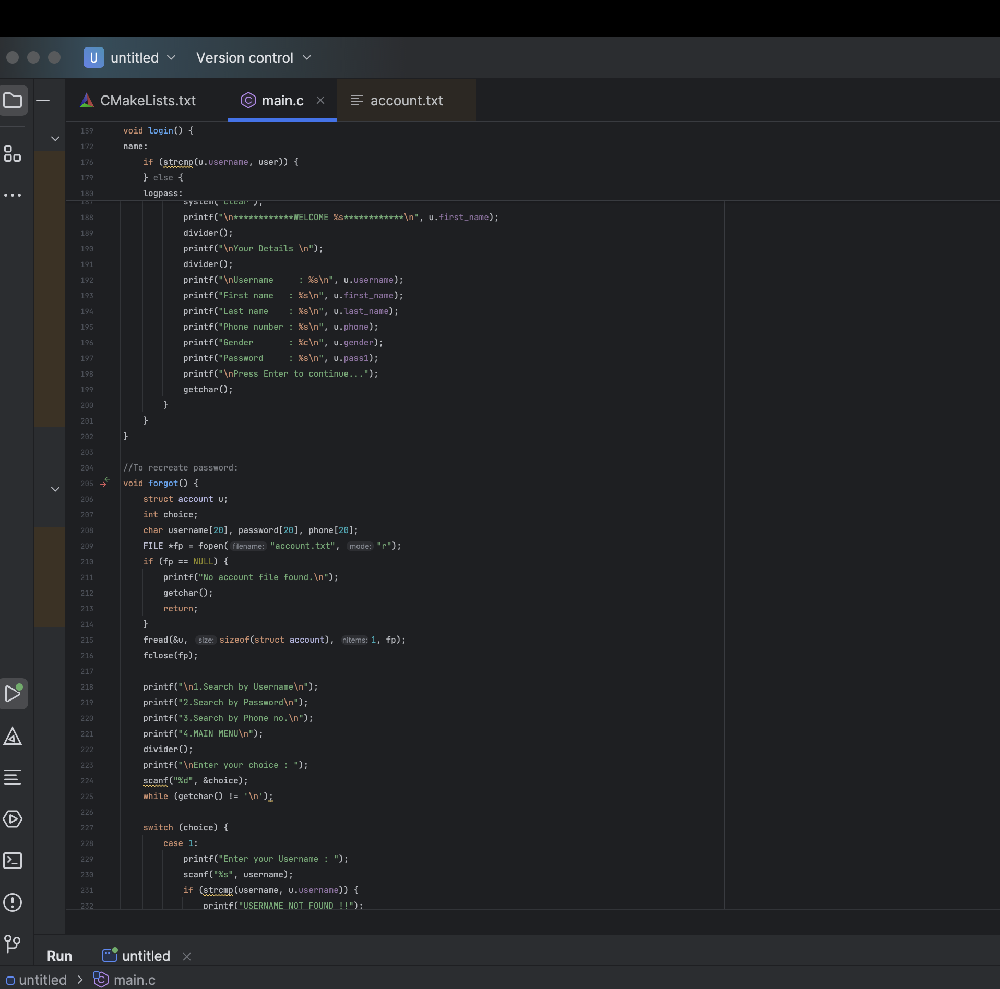 U untitled Version control
CMakeLists.txt main.c account.txt
159 void login() {
172 name:
176     if (strcmp(u.username, user)) {
179     } else {
180     logpass:
187             system("clear");
188             printf("\n************WELCOME %s************\n", u.first_name);
189             divider();
190             printf("\nYour Details \n");
191             divider();
192             printf("\nUsername     : %s\n", u.username);
193             printf("First name   : %s\n", u.first_name);
194             printf("Last name    : %s\n", u.last_name);
195             printf("Phone number : %s\n", u.phone);
196             printf("Gender       : %c\n", u.gender);
197             printf("Password     : %s\n", u.pass1);
198             printf("\nPress Enter to continue...");
199             getchar();
200         }
201     }
202 }
203
204 //To recreate password:
205 void forgot() {
206     struct account u;
207     int choice;
208     char username[20], password[20], phone[20];
209     FILE *fp = fopen( filename: "account.txt", mode: "r");
210     if (fp == NULL) {
211         printf("No account file found.\n");
212         getchar();
213         return;
214     }
215     fread(&u, size: sizeof(struct account), nitems: 1, fp);
216     fclose(fp);
217
218     printf("\n1.Search by Username\n");
219     printf("2.Search by Password\n");
220     printf("3.Search by Phone no.\n");
221     printf("4.MAIN MENU\n");
222     divider();
223     printf("\nEnter your choice : ");
224     scanf("%d", &choice);
225     while (getchar() != '\n');
226
227     switch (choice) {
228         case 1:
229             printf("Enter your Username : ");
230             scanf("%s", username);
231             if (strcmp(username, u.username)) {
232                 printf("USERNAME NOT FOUND !!");
Run untitled
untitled > main.c